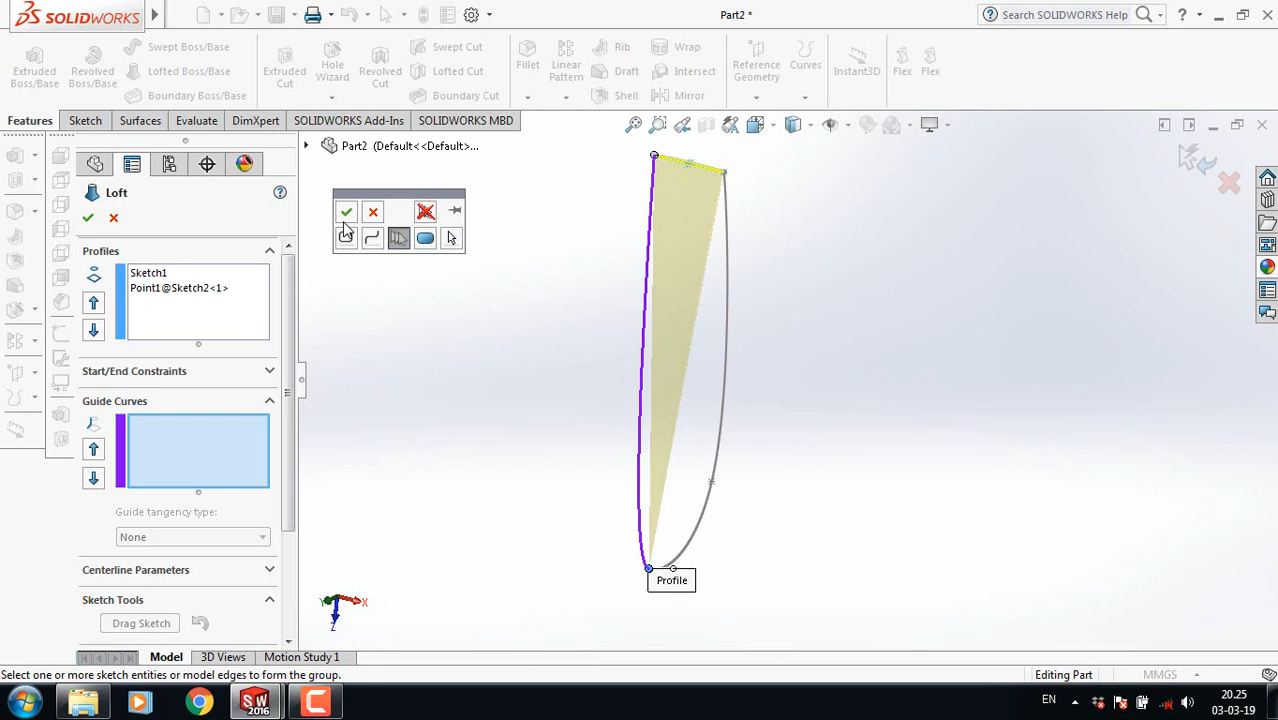 SOLIDWORKS
Part2 *
Search SOLIDWORKS Help
Extruded Boss/Base
Revolved Boss/Base
Swept Boss/Base
Lofted Boss/Base
Boundary Boss/Base
Extruded Cut
Hole Wizard
Revolved Cut
Swept Cut
Lofted Cut
Boundary Cut
Fillet
Linear Pattern
Rib
Draft
Shell
Wrap
Intersect
Mirror
Reference Geometry
Curves
Instant3D
Flex
Flex
Features
Sketch
Surfaces
Evaluate
DimXpert
SOLIDWORKS Add-Ins
SOLIDWORKS MBD
Part2 (Default<<Default>...
Loft
Profiles
Sketch1
Point1@Sketch2<1>
Start/End Constraints
Guide Curves
Guide tangency type:
None
Centerline Parameters
Sketch Tools
Drag Sketch
Profile
Y
X
Z
Model
3D Views
Motion Study 1
Select one or more sketch entities or model edges to form the group.
Editing Part
MMGS
SW
2016
EN
20.25
03-03-19